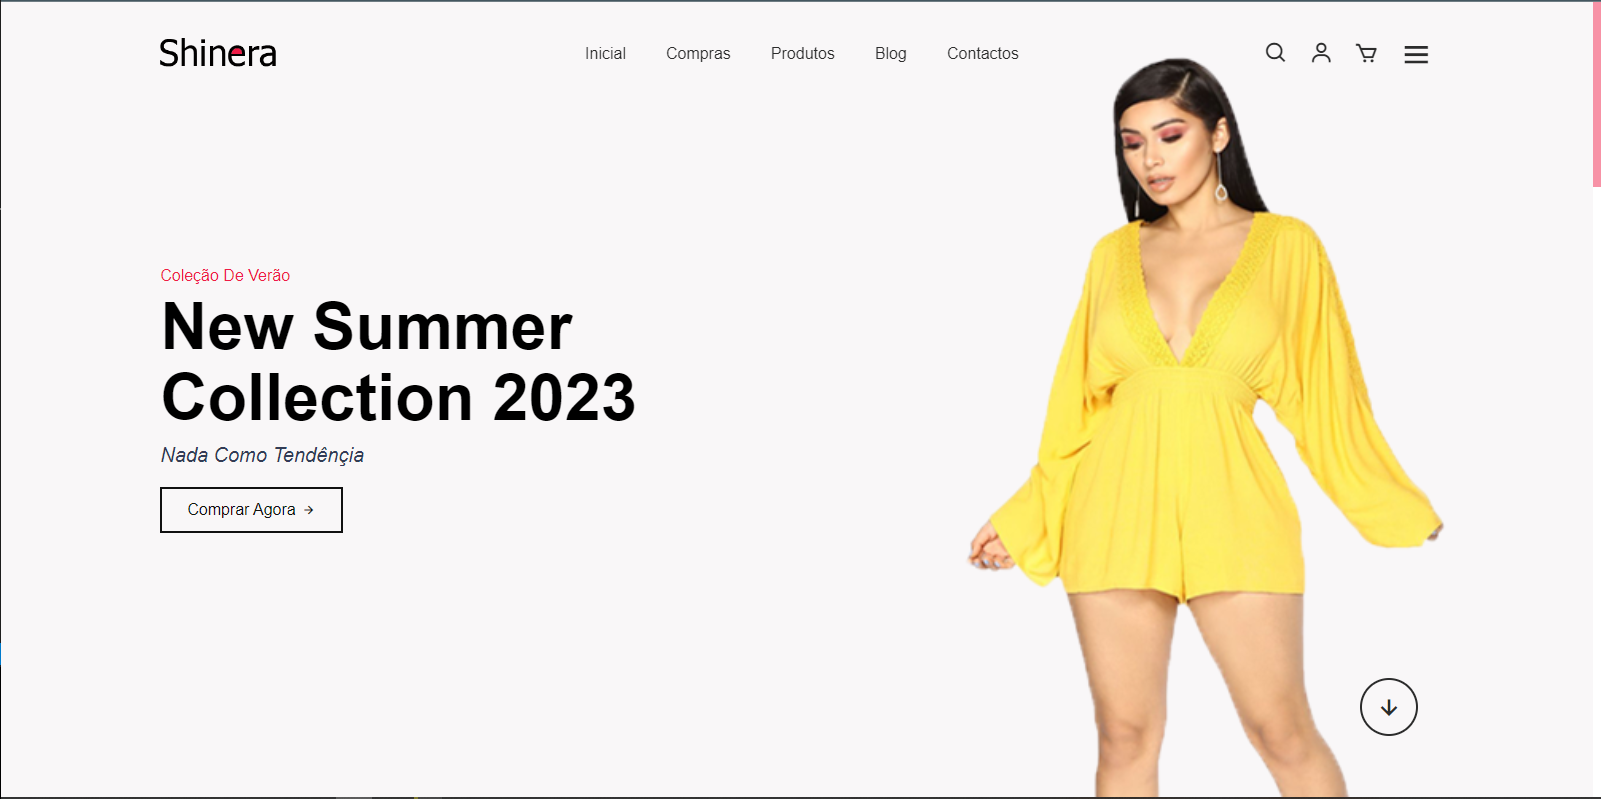 Shinera
Inicial Compras Produtos Blog Contactos
Coleção De Verão
New Summer
Collection 2023
Nada Como Tendênçia
Comprar Agora →